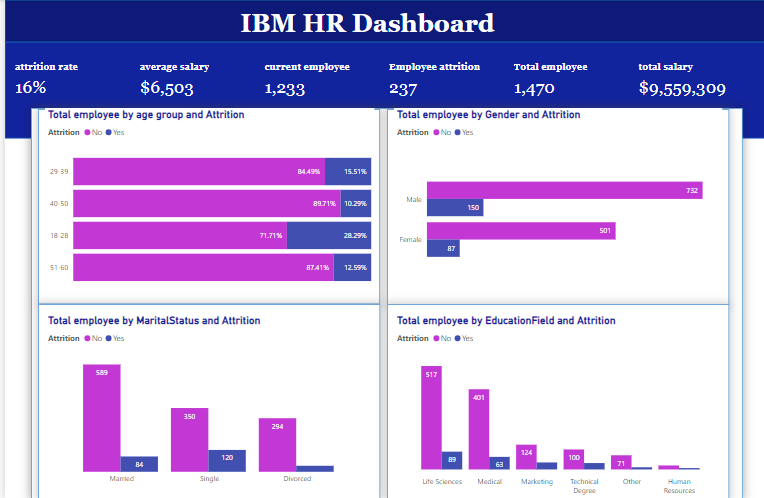 IBM HR Dashboard
attrition rate average salary current employee Employee attrition Total employee total salary
16% $6,503 1,233 237 1,470 $9,559,309
Total employee by age group and Attrition
Attrition No Yes
29-39 84.49% 15.51%
40-50 89.71% 10.29%
18-28 71.71% 28.29%
51-60 87.41% 12.59%
Total employee by Gender and Attrition
Attrition No Yes
732
Male
150
501
Female
87
Total employee by MaritalStatus and Attrition
Attrition No Yes
589 84 350 120 294
Married Single Divorced
Total employee by EducationField and Attrition
Attrition No Yes
517 89 401 63 124 100 71
Life Sciences Medical Marketing Technical Other Human
Degree Resources